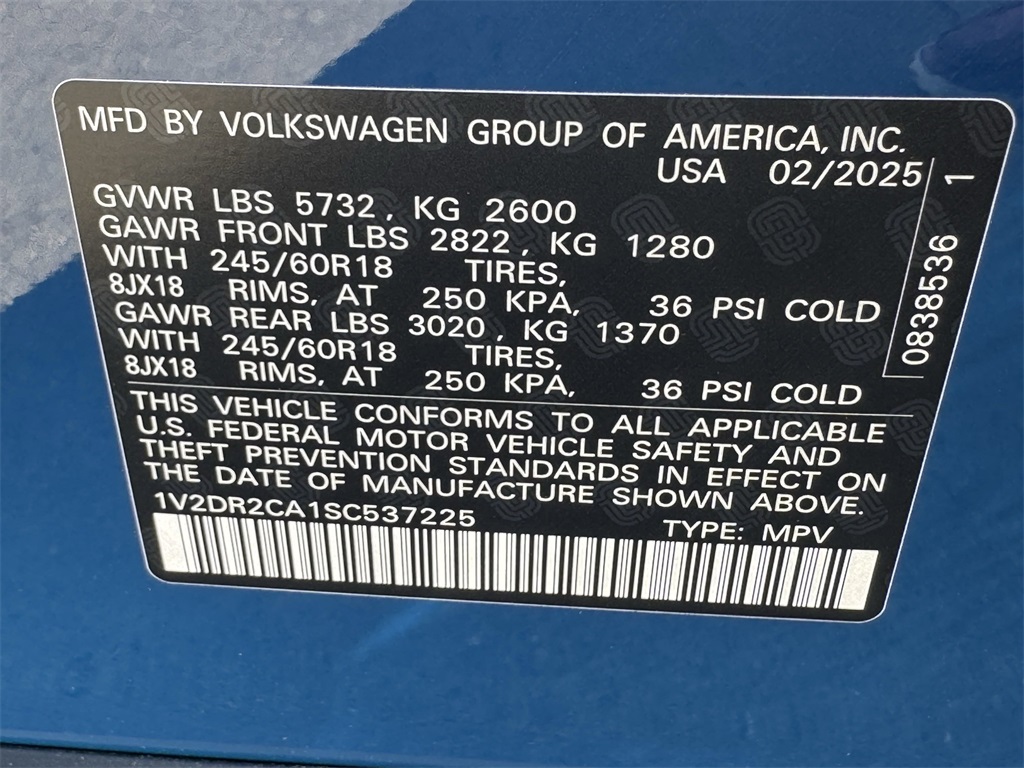 MFD BY VOLKSWAGEN GROUP OF AMERICA, INC.
USA 02/2025
GVWR LBS 5732, KG 2600
GAWR FRONT LBS 2822, KG 1280
WITH 245/60R18 TIRES,
8JX18 RIMS, AT 250 KPA, 36 PSI COLD
GAWR REAR LBS 3020, KG 1370
WITH 245/60R18 TIRES,
8JX18 RIMS, AT 250 KPA, 36 PSI COLD
THIS VEHICLE CONFORMS TO ALL APPLICABLE
U.S. FEDERAL MOTOR VEHICLE SAFETY AND
THEFT PREVENTION STANDARDS IN EFFECT ON
THE DATE OF MANUFACTURE SHOWN ABOVE.
1V2DR2CA1SC537225 TYPE: MPV
0838536 1